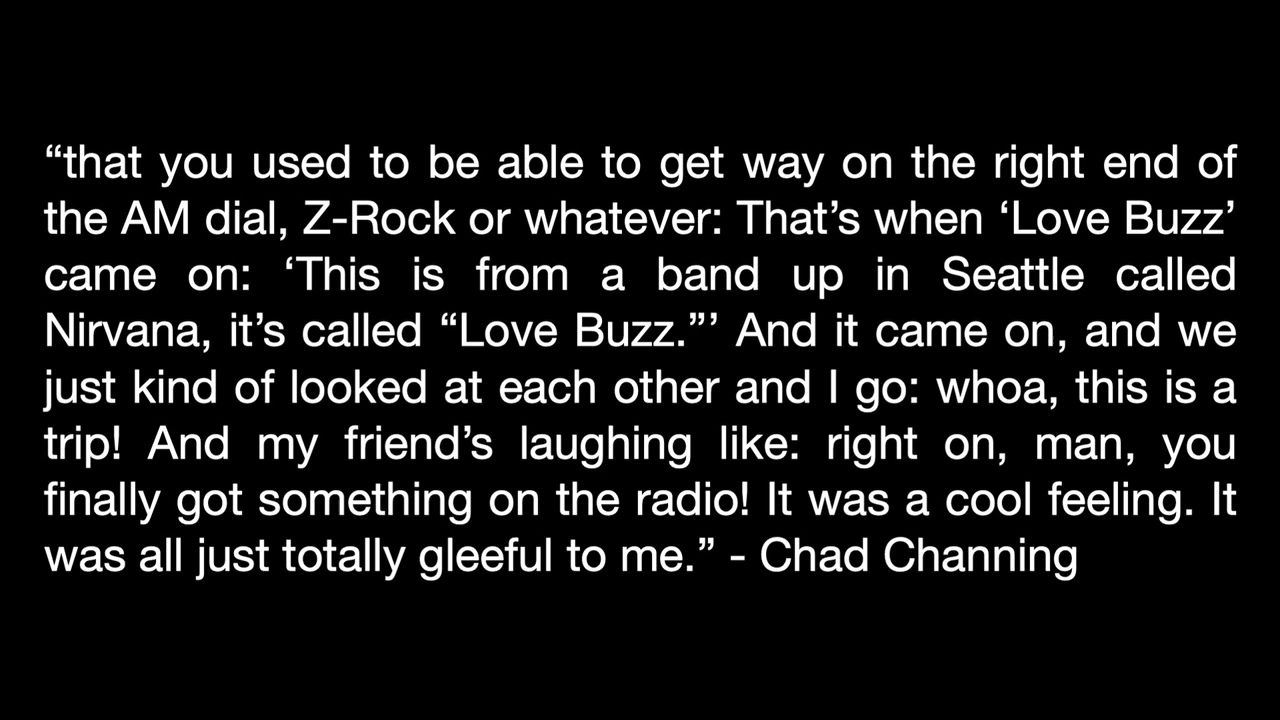 “that you used to be able to get way on the right end of
the AM dial, Z-Rock or whatever: That’s when ‘Love Buzz’
came on: ‘This is from a band up in Seattle called
Nirvana, it’s called “Love Buzz.”’ And it came on, and we
just kind of looked at each other and I go: whoa, this is a
trip! And my friend’s laughing like: right on, man, you
finally got something on the radio! It was a cool feeling. It
was all just totally gleeful to me.” - Chad Channing